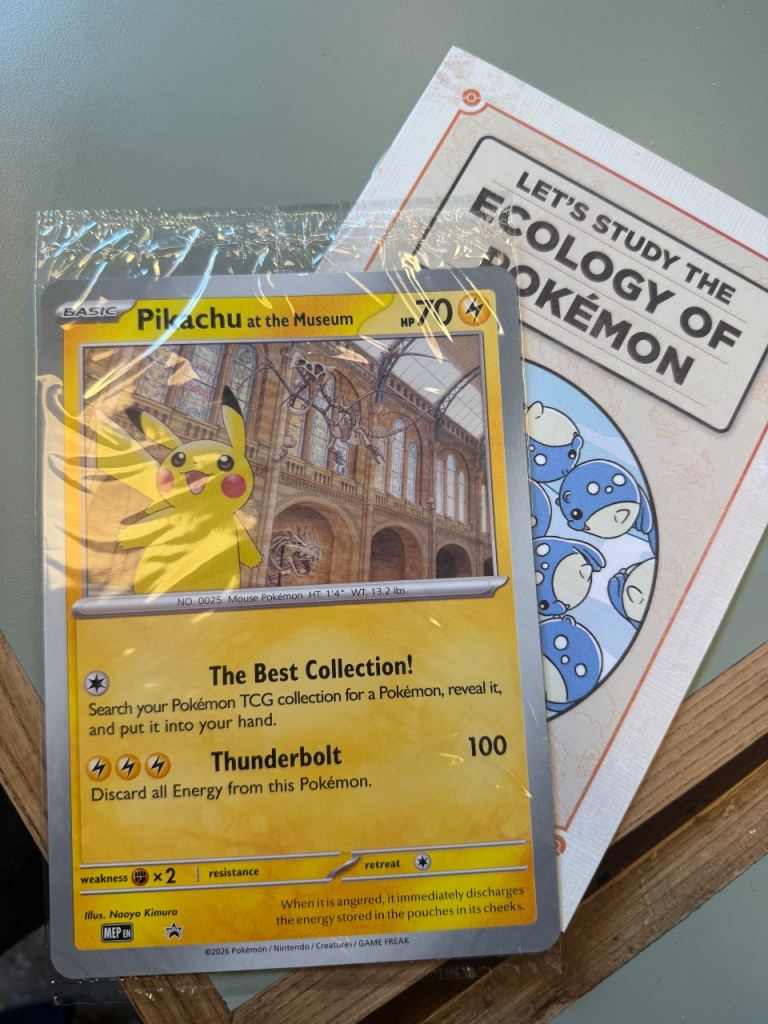 LET'S STUDY THE
ECOLOGY OF
POKÉMON
BASIC
Pikachu at the Museum
HP 70
NO. 0025 Mouse Pokémon HT: 1'4" WT: 13.2 lbs.
The Best Collection!
Search your Pokémon TCG collection for a Pokémon, reveal it,
and put it into your hand.
Thunderbolt 100
Discard all Energy from this Pokémon.
weakness ×2 resistance retreat
When it is angered, it immediately discharges
the energy stored in the pouches in its cheeks.
Illus. Naoyo Kimura
MEP EN
PROMO
©2026 Pokémon / Nintendo / Creatures / GAME FREAK